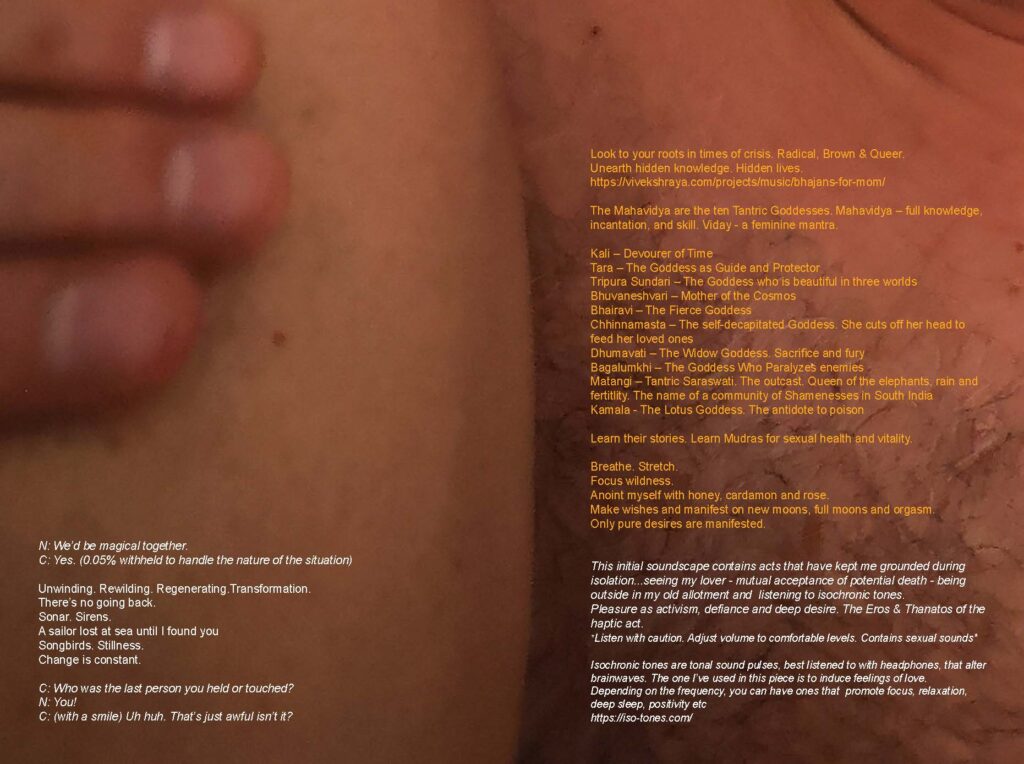 N: We'd be magical together.
C: Yes. (0.05% withheld to handle the nature of the situation)
Unwinding. Rewilding. Regenerating.Transformation.
There's no going back.
Sonar. Sirens.
A sailor lost at sea until I found you
Songbirds. Stillness.
Change is constant.
C: Who was the last person you held or touched?
N: You!
C: (with a smile) Uh huh. That's just awful isn't it?
Look to your roots in times of crisis. Radical, Brown & Queer.
Unearth hidden knowledge. Hidden lives.
https://vivekshraya.com/projects/music/bhajans-for-mom/
The Mahavidya are the ten Tantric Goddesses. Mahavidya – full knowledge,
incantation, and skill. Viday - a feminine mantra.
Kali – Devourer of Time
Tara – The Goddess as Guide and Protector
Tripura Sundari – The Goddess who is beautiful in three worlds
Bhuvaneshvari – Mother of the Cosmos
Bhairavi – The Fierce Goddess
Chhinnamasta – The self-decapitated Goddess. She cuts off her head to
feed her loved ones
Dhumavati – The Widow Goddess. Sacrifice and fury
Bagalumkhi – The Goddess Who Paralyzes enemies
Matangi – Tantric Saraswati. The outcast. Queen of the elephants, rain and
fertitlity. The name of a community of Shamenesses in South India
Kamala - The Lotus Goddess. The antidote to poison
Learn their stories. Learn Mudras for sexual health and vitality.
Breathe. Stretch.
Focus wildness.
Anoint myself with honey, cardamon and rose.
Make wishes and manifest on new moons, full moons and orgasm.
Only pure desires are manifested.
This initial soundscape contains acts that have kept me grounded during
isolation...seeing my lover - mutual acceptance of potential death - being
outside in my old allotment and listening to isochronic tones.
Pleasure as activism, defiance and deep desire. The Eros & Thanatos of the
haptic act.
*Listen with caution. Adjust volume to comfortable levels. Contains sexual sounds*
Isochronic tones are tonal sound pulses, best listened to with headphones, that alter
brainwaves. The one I've used in this piece is to induce feelings of love.
Depending on the frequency, you can have ones that promote focus, relaxation,
deep sleep, positivity etc
https://iso-tones.com/